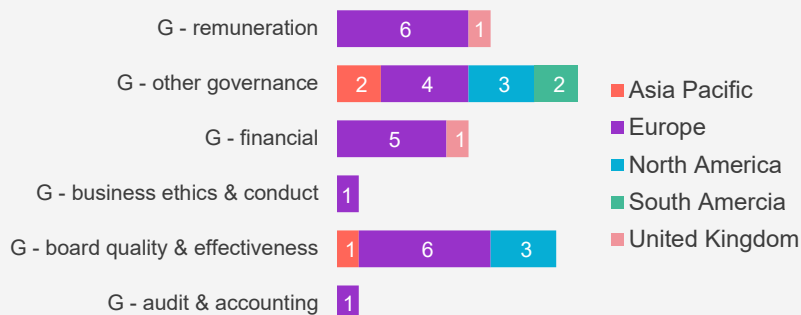 G - remuneration 6 1
G - other governance 2 4 3 2
G - financial 5 1
G - business ethics & conduct 1
G - board quality & effectiveness 1 6 3
G - audit & accounting 1
Asia Pacific
Europe
North America
South Amercia
United Kingdom